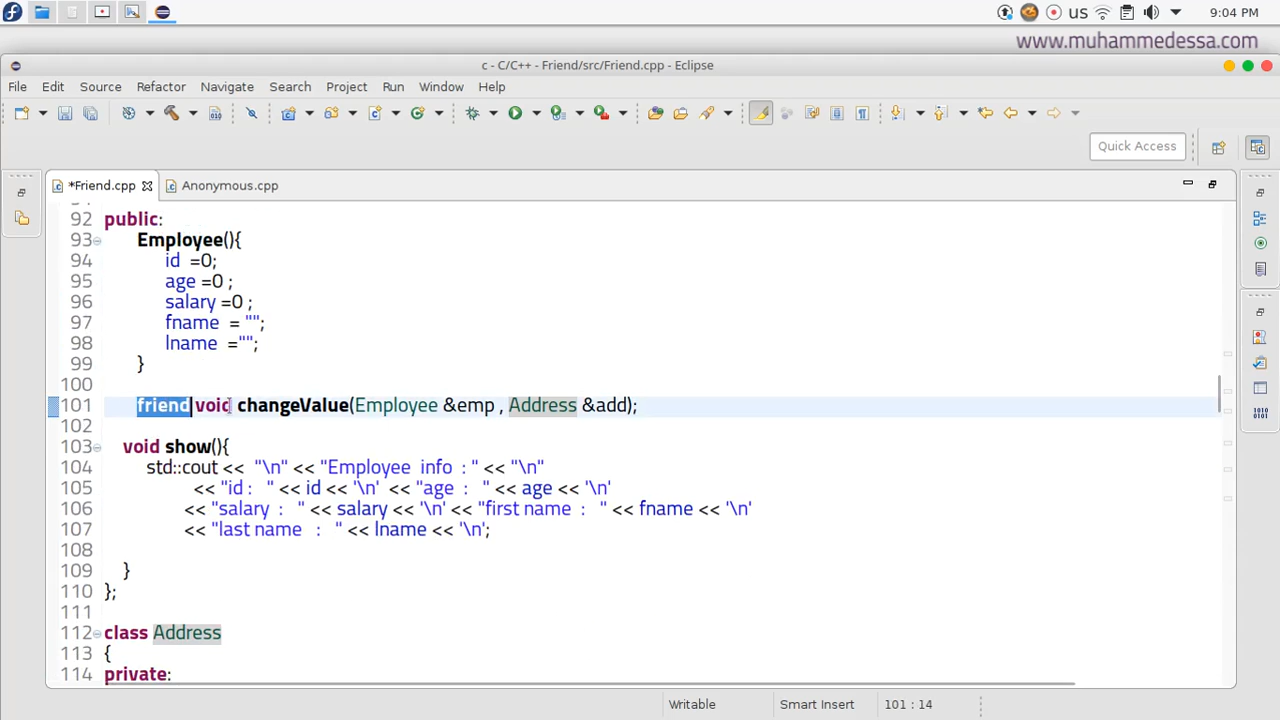 us
9:04 PM
www.muhammedessa.com
c - C/C++ - Friend/src/Friend.cpp - Eclipse
File Edit Source Refactor Navigate Search Project Run Window Help
Quick Access
*Friend.cpp Anonymous.cpp
92 public:
93 Employee(){
94 id =0;
95 age =0 ;
96 salary =0 ;
97 fname = "";
98 lname ="";
99 }
100
101 friend void changeValue(Employee &emp , Address &add);
102
103 void show(){
104 std::cout << "\n" << "Employee info : " << "\n"
105 << "id : " << id << '\n' << "age : " << age << '\n'
106 << "salary : " << salary << '\n' << "first name : " << fname << '\n'
107 << "last name : " << lname << '\n';
108
109 }
110 };
111
112 class Address
113 {
114 private:
Writable Smart Insert 101 : 14